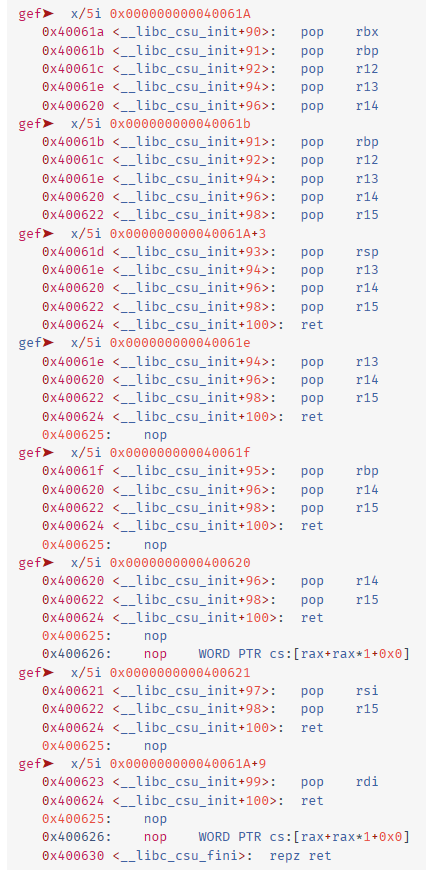 gef➤  x/5i 0x000000000040061A
   0x40061a <__libc_csu_init+90>:   pop    rbx
   0x40061b <__libc_csu_init+91>:   pop    rbp
   0x40061c <__libc_csu_init+92>:   pop    r12
   0x40061e <__libc_csu_init+94>:   pop    r13
   0x400620 <__libc_csu_init+96>:   pop    r14
gef➤  x/5i 0x000000000040061b
   0x40061b <__libc_csu_init+91>:   pop    rbp
   0x40061c <__libc_csu_init+92>:   pop    r12
   0x40061e <__libc_csu_init+94>:   pop    r13
   0x400620 <__libc_csu_init+96>:   pop    r14
   0x400622 <__libc_csu_init+98>:   pop    r15
gef➤  x/5i 0x000000000040061A+3
   0x40061d <__libc_csu_init+93>:   pop    rsp
   0x40061e <__libc_csu_init+94>:   pop    r13
   0x400620 <__libc_csu_init+96>:   pop    r14
   0x400622 <__libc_csu_init+98>:   pop    r15
   0x400624 <__libc_csu_init+100>:  ret
gef➤  x/5i 0x000000000040061e
   0x40061e <__libc_csu_init+94>:   pop    r13
   0x400620 <__libc_csu_init+96>:   pop    r14
   0x400622 <__libc_csu_init+98>:   pop    r15
   0x400624 <__libc_csu_init+100>:  ret
   0x400625:    nop
gef➤  x/5i 0x000000000040061f
   0x40061f <__libc_csu_init+95>:   pop    rbp
   0x400620 <__libc_csu_init+96>:   pop    r14
   0x400622 <__libc_csu_init+98>:   pop    r15
   0x400624 <__libc_csu_init+100>:  ret
   0x400625:    nop
gef➤  x/5i 0x0000000000400620
   0x400620 <__libc_csu_init+96>:   pop    r14
   0x400622 <__libc_csu_init+98>:   pop    r15
   0x400624 <__libc_csu_init+100>:  ret
   0x400625:    nop
   0x400626:    nop    WORD PTR cs:[rax+rax*1+0x0]
gef➤  x/5i 0x0000000000400621
   0x400621 <__libc_csu_init+97>:   pop    rsi
   0x400622 <__libc_csu_init+98>:   pop    r15
   0x400624 <__libc_csu_init+100>:  ret
   0x400625:    nop
gef➤  x/5i 0x000000000040061A+9
   0x400623 <__libc_csu_init+99>:   pop    rdi
   0x400624 <__libc_csu_init+100>:  ret
   0x400625:    nop
   0x400626:    nop    WORD PTR cs:[rax+rax*1+0x0]
   0x400630 <__libc_csu_fini>:  repz ret